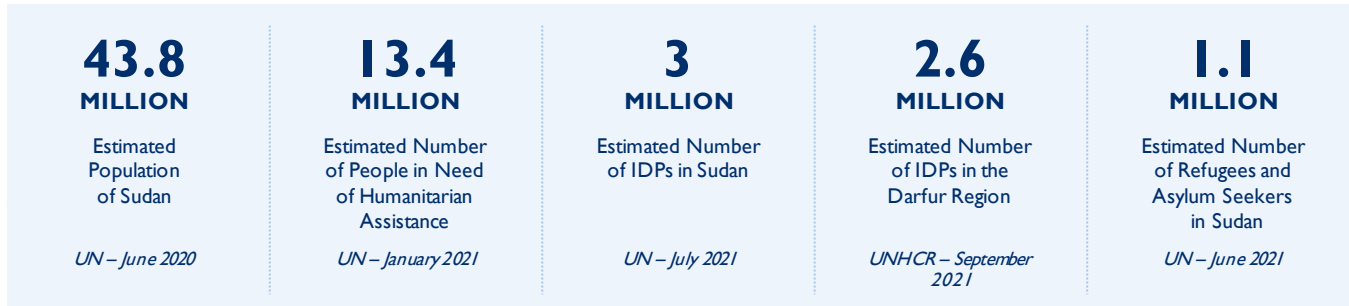 43.8
MILLION
Estimated
Population
of Sudan
UN – June 2020
13.4
MILLION
Estimated Number
of People in Need
of Humanitarian
Assistance
UN – January 2021
3
MILLION
Estimated Number
of IDPs in Sudan
UN – July 2021
2.6
MILLION
Estimated Number
of IDPs in the
Darfur Region
UNHCR – September
2021
1.1
MILLION
Estimated Number
of Refugees and
Asylum Seekers
in Sudan
UN – June 2021